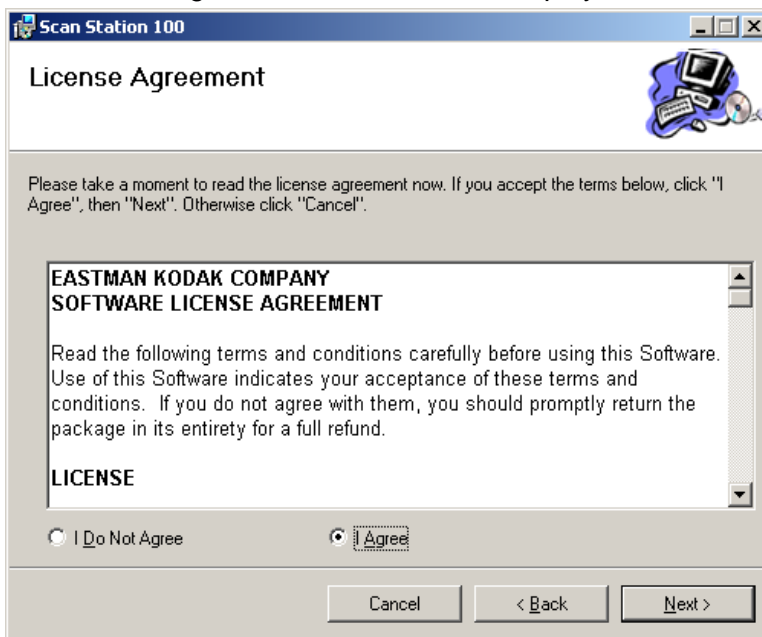 Scan Station 100
License Agreement
Please take a moment to read the license agreement now. If you accept the terms below, click "I
Agree", then "Next". Otherwise click "Cancel".
EASTMAN KODAK COMPANY
SOFTWARE LICENSE AGREEMENT
Read the following terms and conditions carefully before using this Software.
Use of this Software indicates your acceptance of these terms and
conditions.  If you do not agree with them, you should promptly return the
package in its entirety for a full refund.
LICENSE
I Do Not Agree
I Agree
Cancel
< Back
Next >